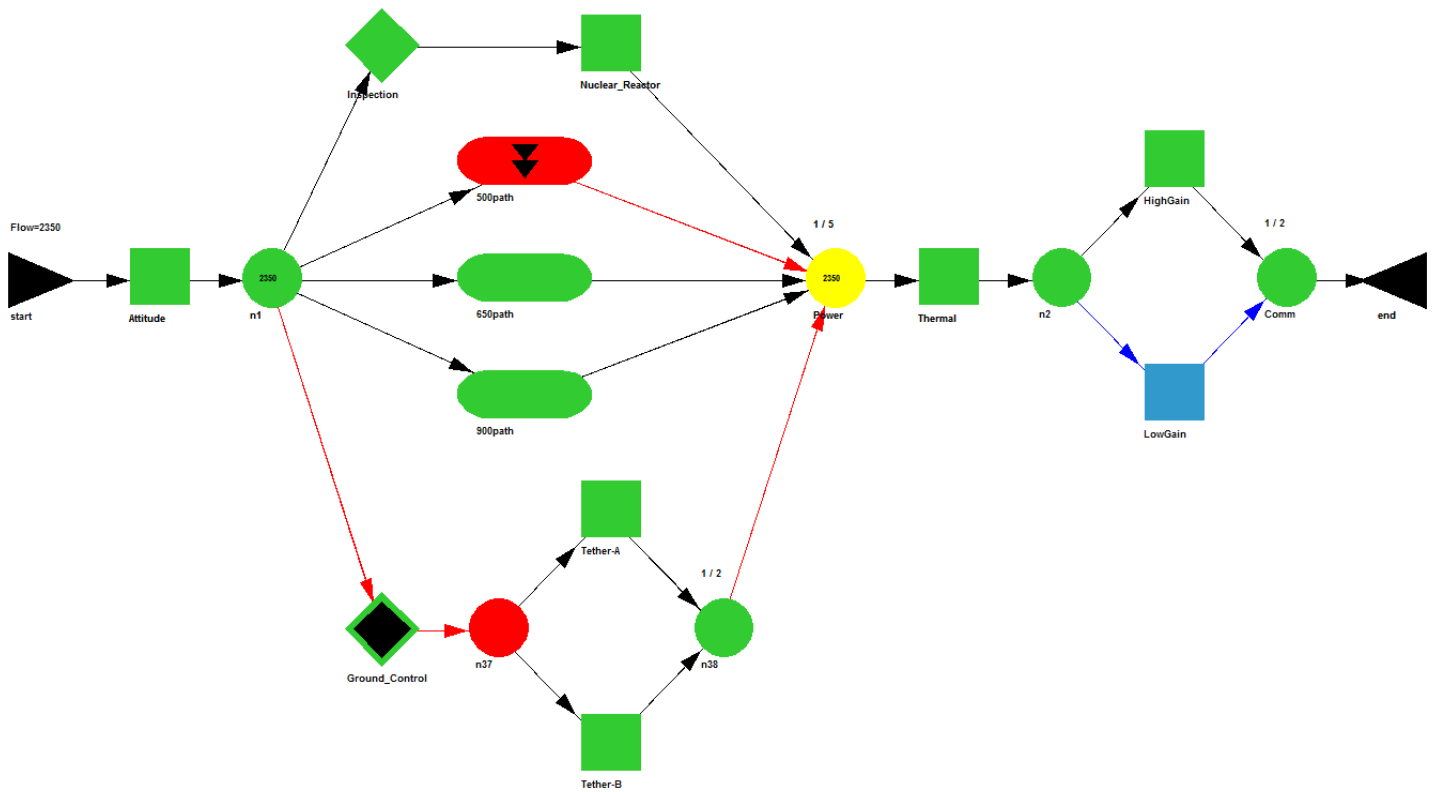 Inspection
Nuclear_Reactor
500path
1 / 5
HighGain
1 / 2
Flow=2350
2350
2350
start
Attitude
n1
650path
Power
Thermal
n2
Comm
end
900path
LowGain
Tether-A
1 / 2
Ground_Control
n37
n38
Tether-B